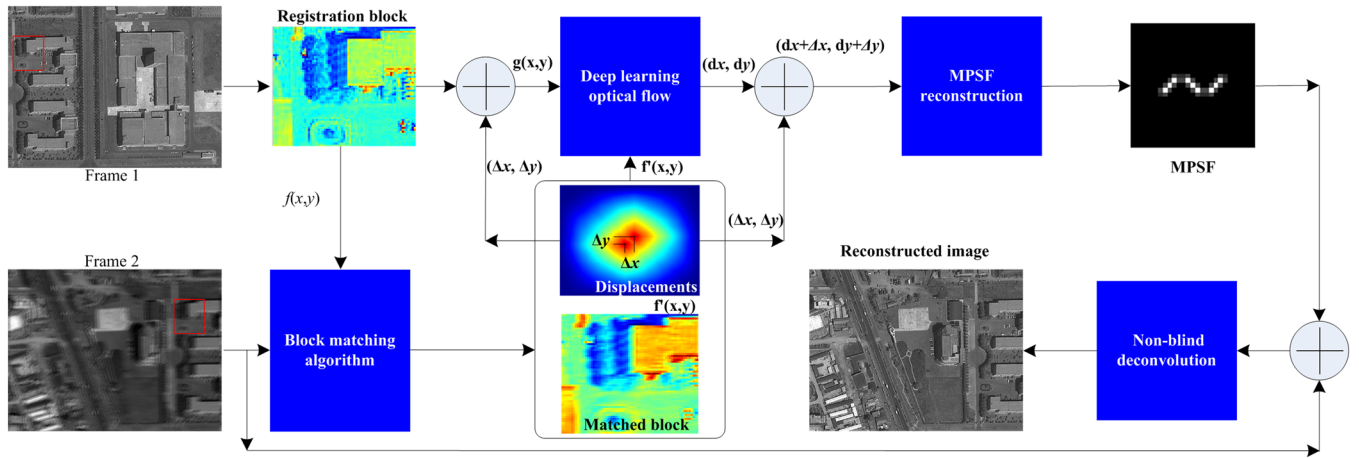 Registration block
Frame 1
g(x,y)
Deep learning
optical flow
(dx, dy)
(dx+Δx, dy+Δy)
MPSF
reconstruction
MPSF
f(x,y)
(Δx, Δy)
f'(x,y)
(Δx, Δy)
Δy
Δx
Displacements
f'(x,y)
Matched block
Frame 2
Block matching
algorithm
Reconstructed image
Non-blind
deconvolution